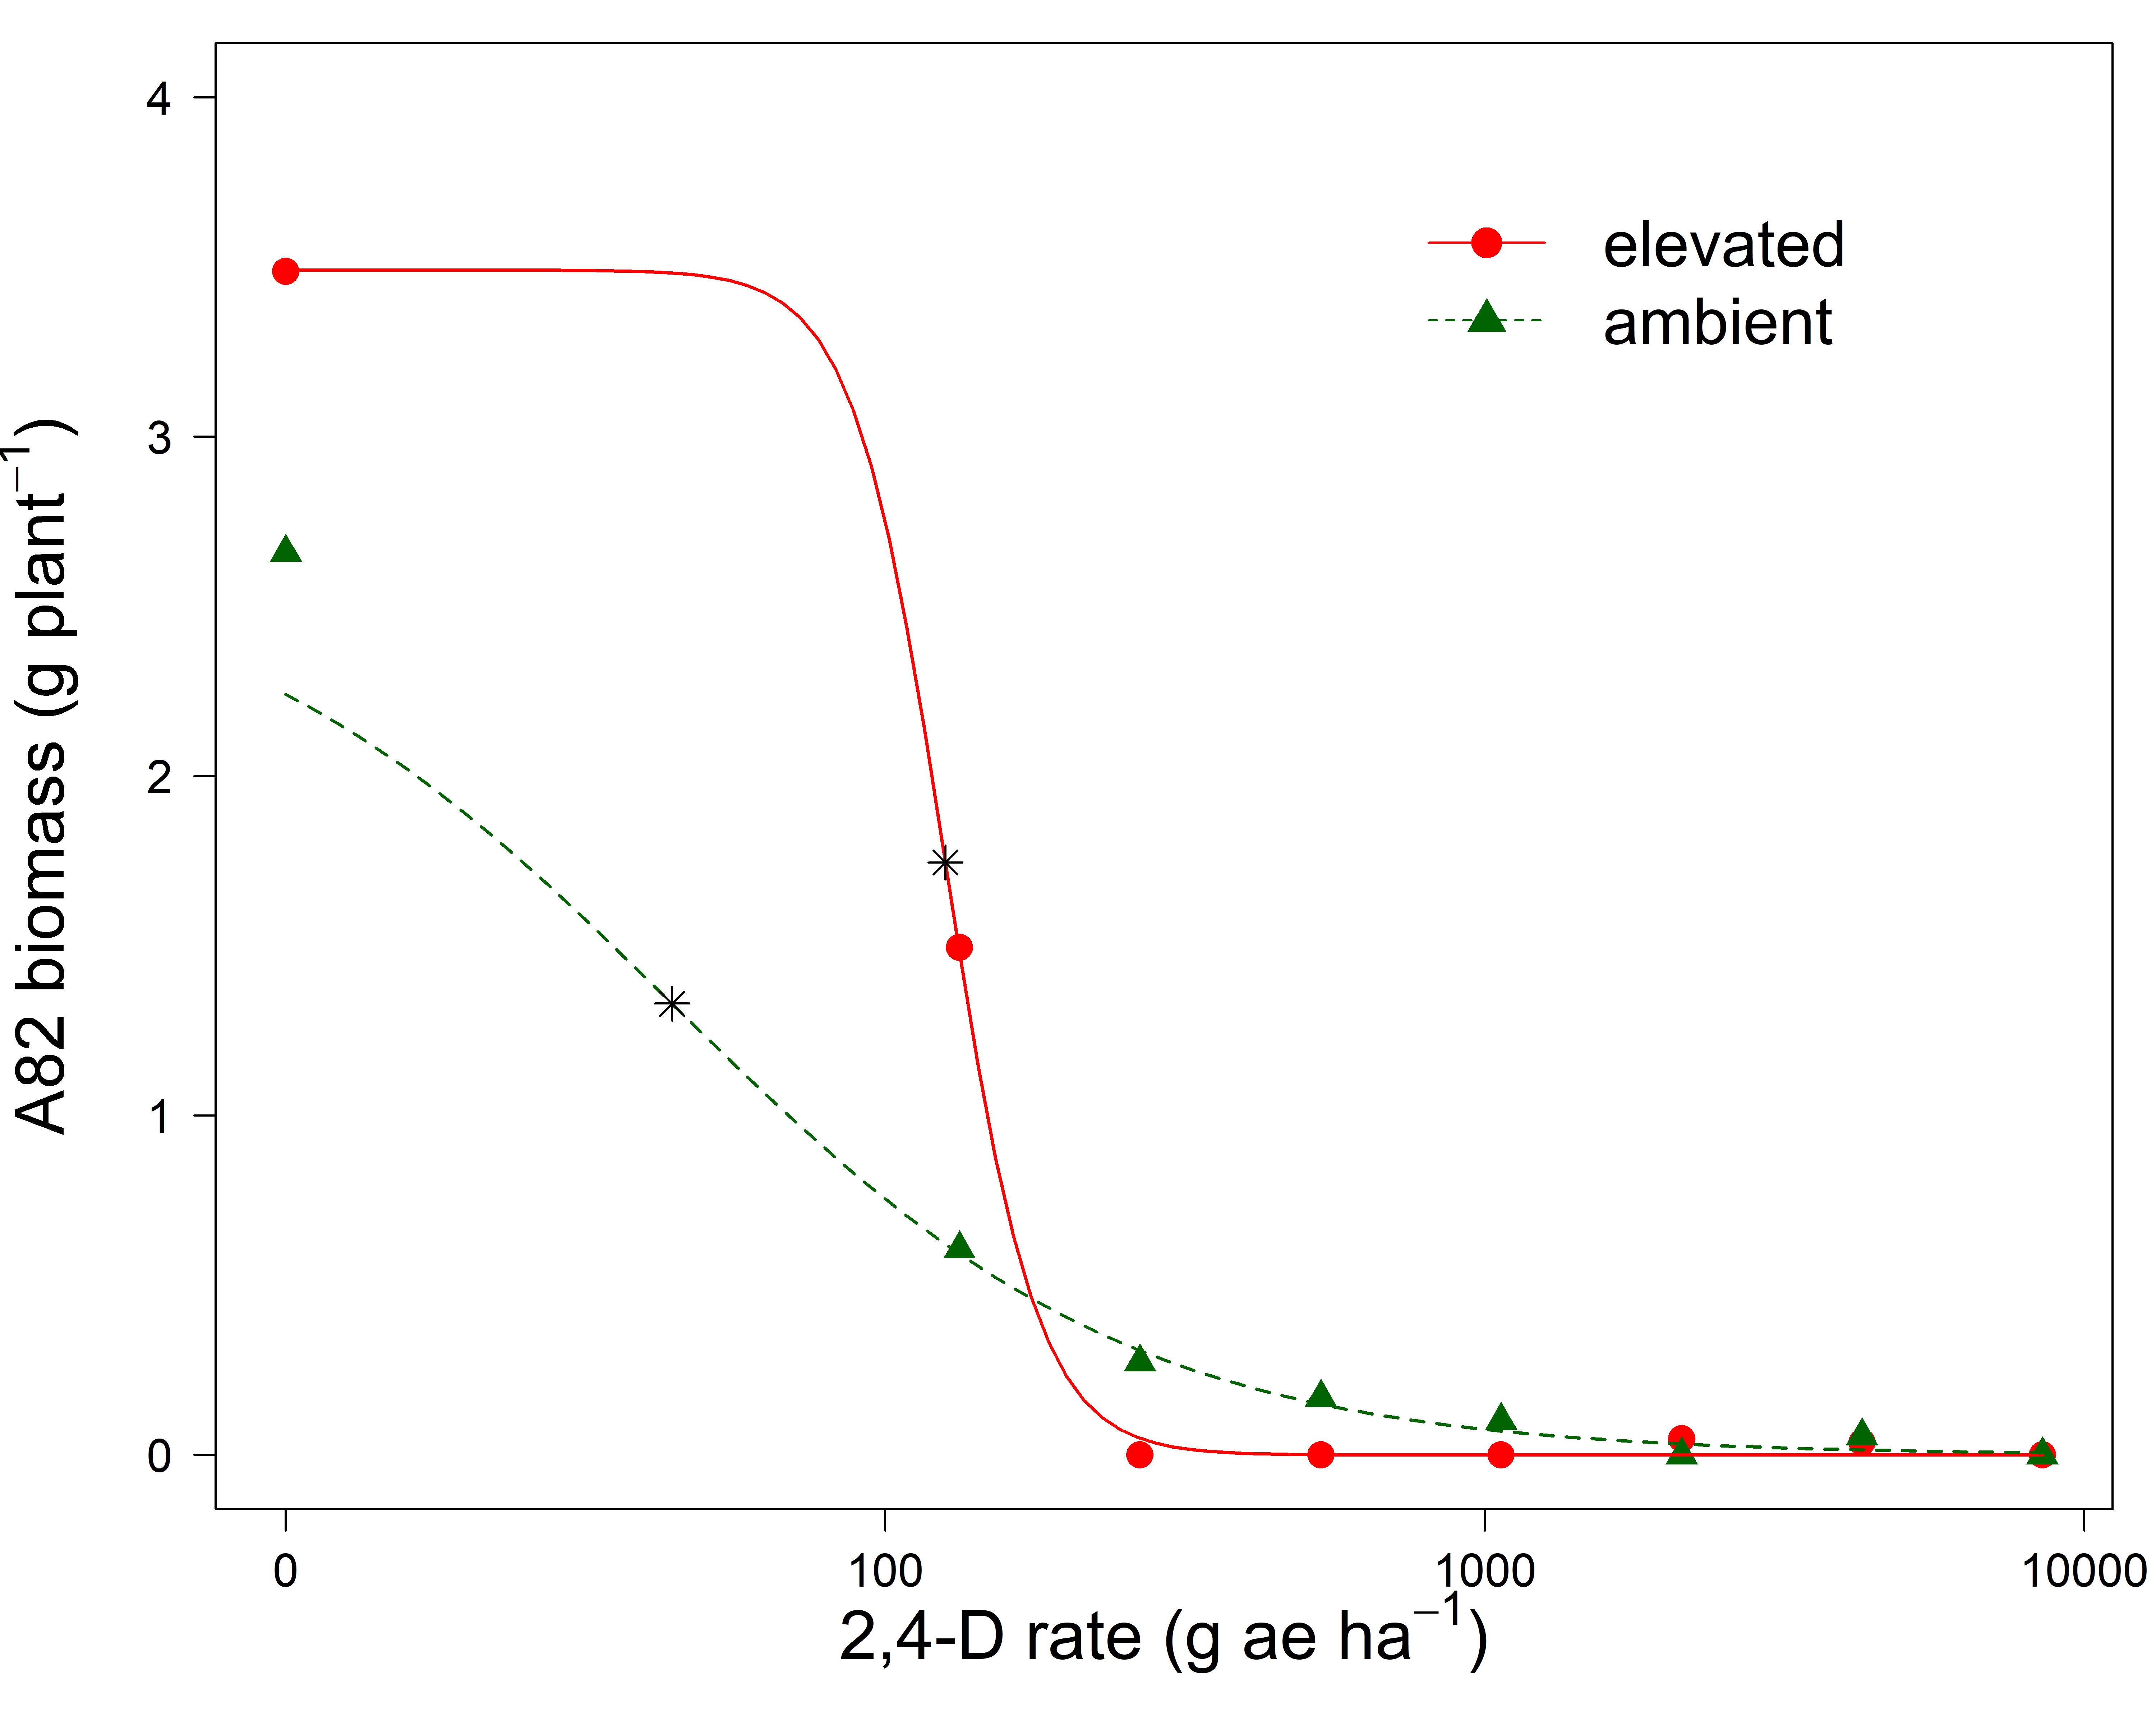 4
3
2
1
0
A82 biomass (g plant⁻¹)
elevated
ambient
0 100 1000 10000
2,4-D rate (g ae ha⁻¹)